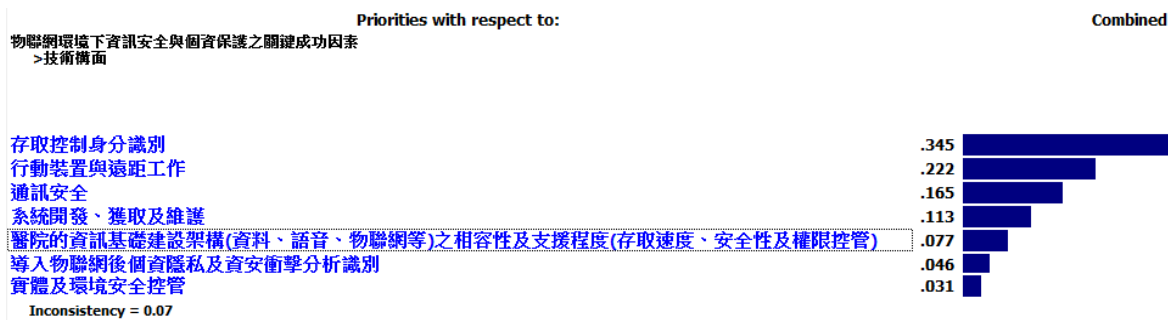 Priorities with respect to:
Combined
物聯網環境下資訊安全與個資保護之關鍵成功因素
>技術構面
存取控制身分識別 .345
行動裝置與遠距工作 .222
通訊安全 .165
系統開發、獲取及維護 .113
醫院的資訊基礎建設架構(資料、語音、物聯網等)之相容性及支援程度(存取速度、安全性及權限控管) .077
導入物聯網後個資隱私及資安衝擊分析識別 .046
實體及環境安全控管 .031
Inconsistency = 0.07